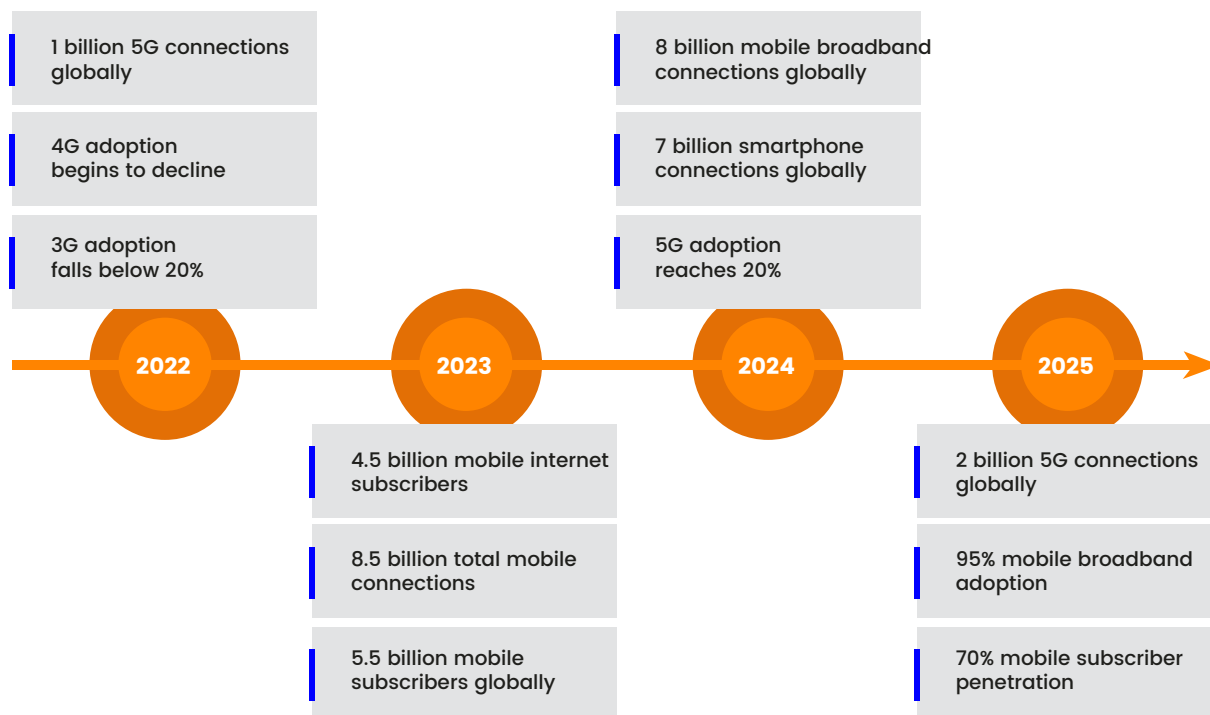 1 billion 5G connections
globally
4G adoption
begins to decline
3G adoption
falls below 20%
8 billion mobile broadband
connections globally
7 billion smartphone
connections globally
5G adoption
reaches 20%
2022
2023
2024
2025
4.5 billion mobile internet
subscribers
8.5 billion total mobile
connections
5.5 billion mobile
subscribers globally
2 billion 5G connections
globally
95% mobile broadband
adoption
70% mobile subscriber
penetration